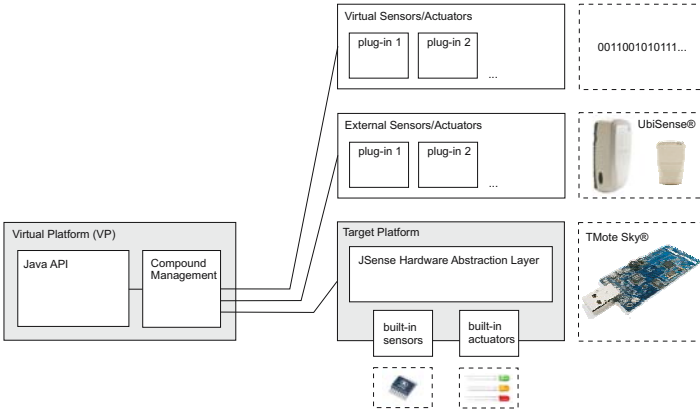 Virtual Sensors/Actuators
plug-in 1
plug-in 2
...
0011001010111...
External Sensors/Actuators
plug-in 1
plug-in 2
...
UbiSense®
Virtual Platform (VP)
Java API
Compound
Management
Target Platform
JSense Hardware Abstraction Layer
built-in
sensors
built-in
actuators
TMote Sky®